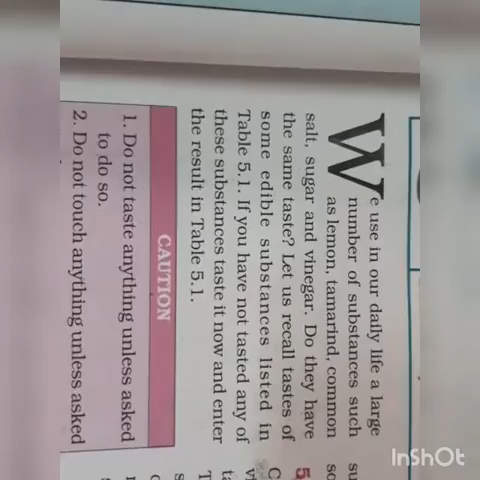 We use in our daily life a large
number of substances such
as lemon, tamarind, common
salt, sugar and vinegar. Do they have
the same taste? Let us recall tastes of
some edible substances listed in
Table 5.1. If you have not tasted any of
these substances taste it now and enter
the result in Table 5.1.
CAUTION
1. Do not taste anything unless asked
to do so.
2. Do not touch anything unless asked
InShOt